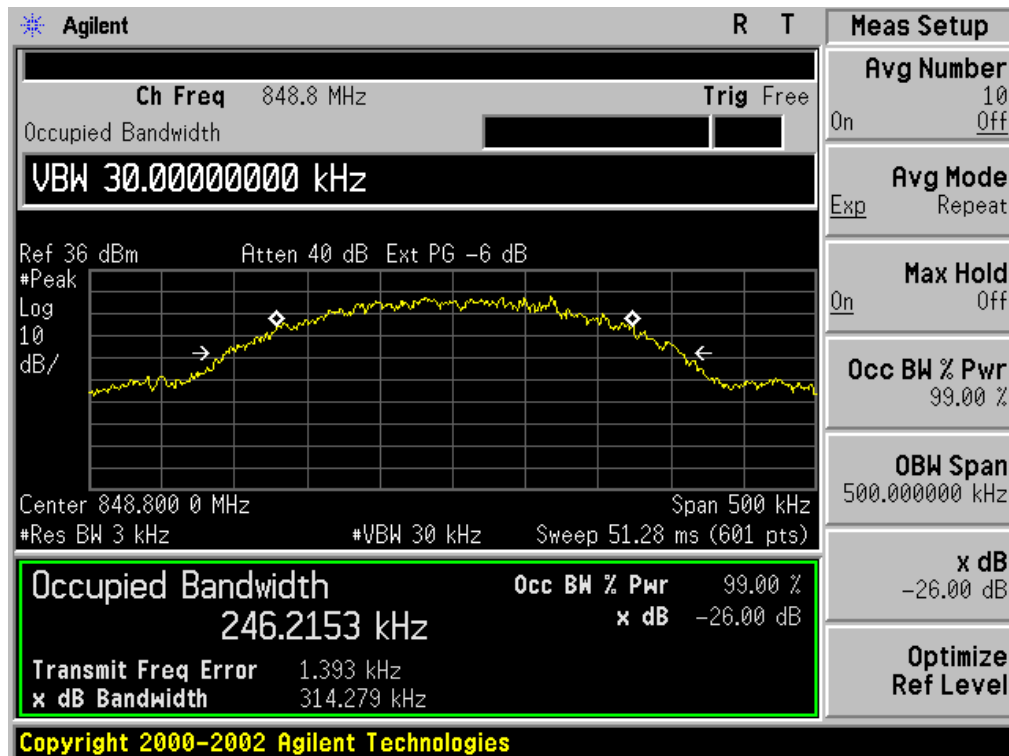 Agilent R T
Ch Freq 848.8 MHz Trig Free
Occupied Bandwidth
VBW 30.00000000 kHz
Ref 36 dBm Atten 40 dB Ext PG -6 dB
#Peak
Log
10
dB/
Center 848.800 0 MHz Span 500 kHz
#Res BW 3 kHz #VBW 30 kHz Sweep 51.28 ms (601 pts)
Occupied Bandwidth Occ BW % Pwr 99.00 %
246.2153 kHz x dB -26.00 dB
Transmit Freq Error 1.393 kHz
x dB Bandwidth 314.279 kHz
Meas Setup
Avg Number
10
On Off
Avg Mode
Exp Repeat
Max Hold
On Off
Occ BW % Pwr
99.00 %
OBW Span
500.000000 kHz
x dB
-26.00 dB
Optimize
Ref Level
Copyright 2000-2002 Agilent Technologies